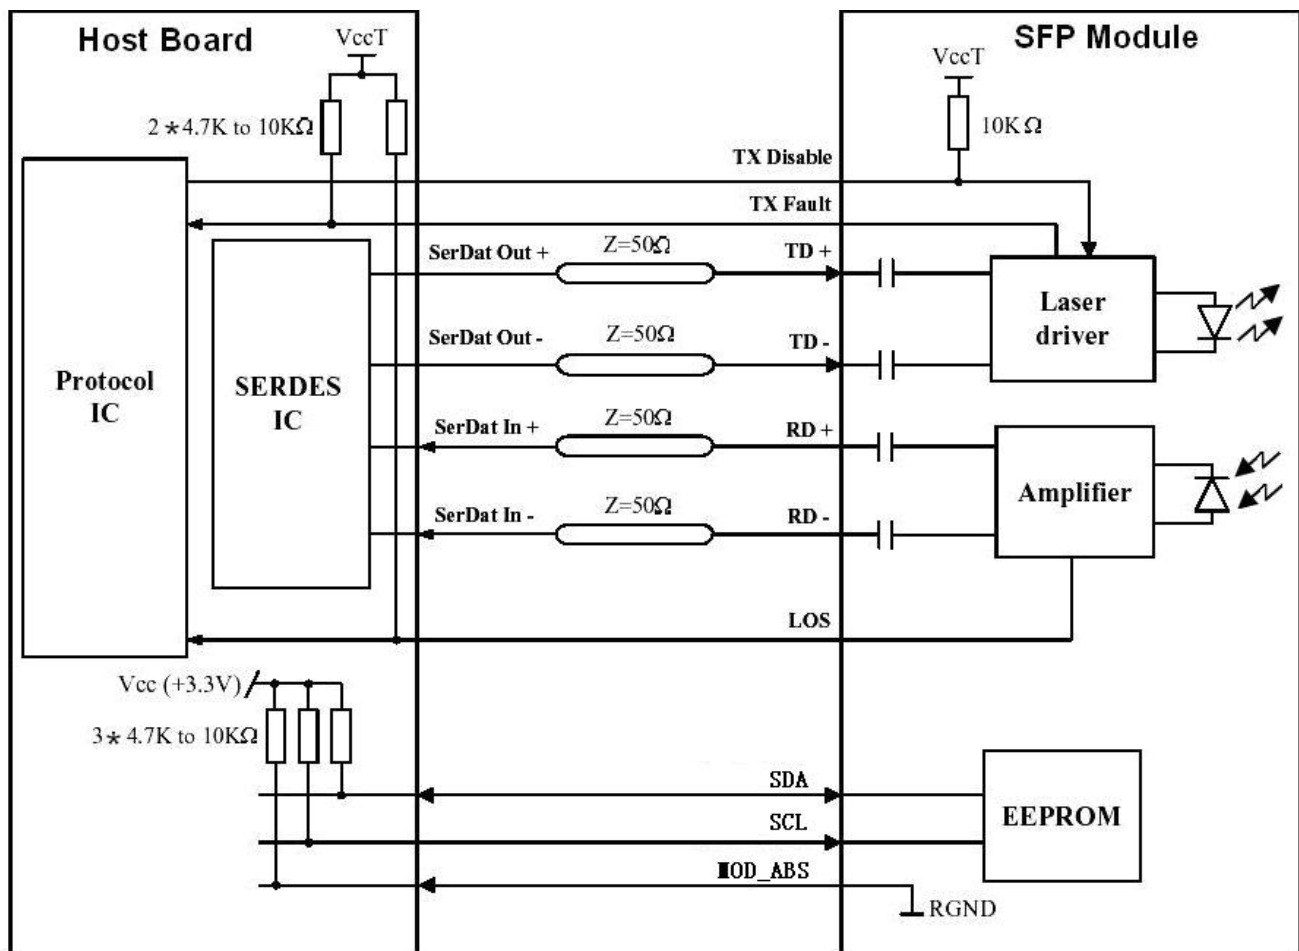 Host Board
SFP Module
VccT
VccT
2*4.7K to 10KΩ
10KΩ
TX Disable
TX Fault
SerDat Out +
Z=50Ω
TD +
Laser
driver
SerDat Out -
Z=50Ω
TD -
Protocol
IC
SERDES
IC
SerDat In +
Z=50Ω
RD +
Amplifier
SerDat In -
Z=50Ω
RD -
LOS
Vcc (+3.3V)
3*4.7K to 10KΩ
SDA
SCL
EEPROM
MOD_ABS
RGND